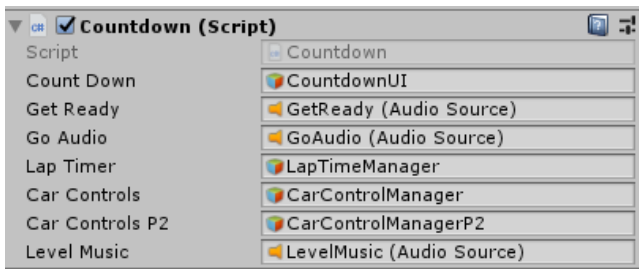 Countdown (Script)
Script Countdown
Count Down CountdownUI
Get Ready GetReady (Audio Source)
Go Audio GoAudio (Audio Source)
Lap Timer LapTimeManager
Car Controls CarControlManager
Car Controls P2 CarControlManagerP2
Level Music LevelMusic (Audio Source)